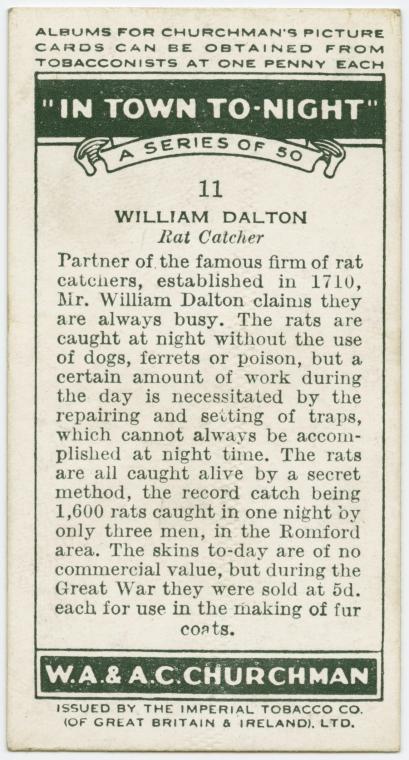 ALBUMS FOR CHURCHMAN'S PICTURE
CARDS CAN BE OBTAINED FROM
TOBACCONISTS AT ONE PENNY EACH
"IN TOWN TO-NIGHT"
A SERIES OF 50
11
WILLIAM DALTON
Rat Catcher
Partner of the famous firm of rat
catchers, established in 1710,
Mr. William Dalton claims they
are always busy. The rats are
caught at night without the use
of dogs, ferrets or poison, but a
certain amount of work during
the day is necessitated by the
repairing and setting of traps,
which cannot always be accom-
plished at night time. The rats
are all caught alive by a secret
method, the record catch being
1,600 rats caught in one night by
only three men, in the Romford
area. The skins to-day are of no
commercial value, but during the
Great War they were sold at 5d.
each for use in the making of fur
coats.
W.A. & A.C. CHURCHMAN
ISSUED BY THE IMPERIAL TOBACCO CO.
(OF GREAT BRITAIN & IRELAND), LTD.